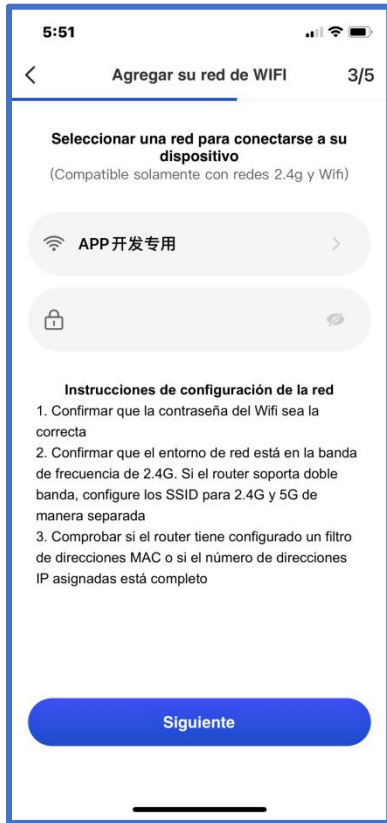 5:51
Agregar su red de WIFI 3/5
Seleccionar una red para conectarse a su
dispositivo
(Compatible solamente con redes 2.4g y Wifi)
APP开发专用
Instrucciones de configuración de la red
1. Confirmar que la contraseña del Wifi sea la
correcta
2. Confirmar que el entorno de red está en la banda
de frecuencia de 2.4G. Si el router soporta doble
banda, configure los SSID para 2.4G y 5G de
manera separada
3. Comprobar si el router tiene configurado un filtro
de direcciones MAC o si el número de direcciones
IP asignadas está completo
Siguiente